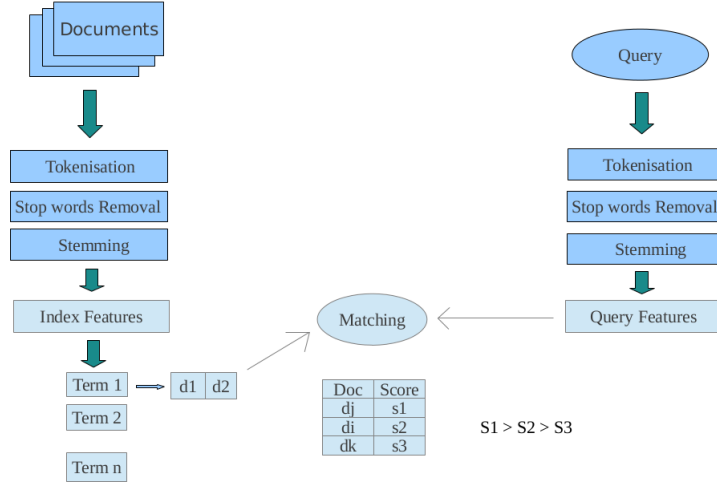 Documents
Query
Tokenisation
Tokenisation
Stop words Removal
Stop words Removal
Stemming
Stemming
Index Features
Matching
Query Features
Term 1
d1 d2
Term 2
Term n
Doc Score
dj s1
di s2
dk s3
S1 > S2 > S3